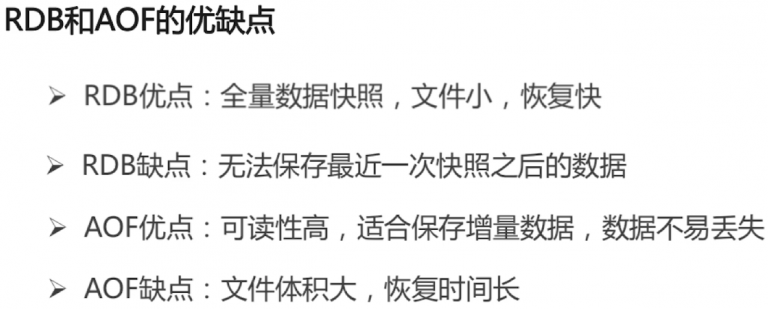 RDB和AOF的优缺点
➢ RDB优点：全量数据快照，文件小，恢复快
➢ RDB缺点：无法保存最近一次快照之后的数据
➢ AOF优点：可读性高，适合保存增量数据，数据不易丢失
➢ AOF缺点：文件体积大，恢复时间长